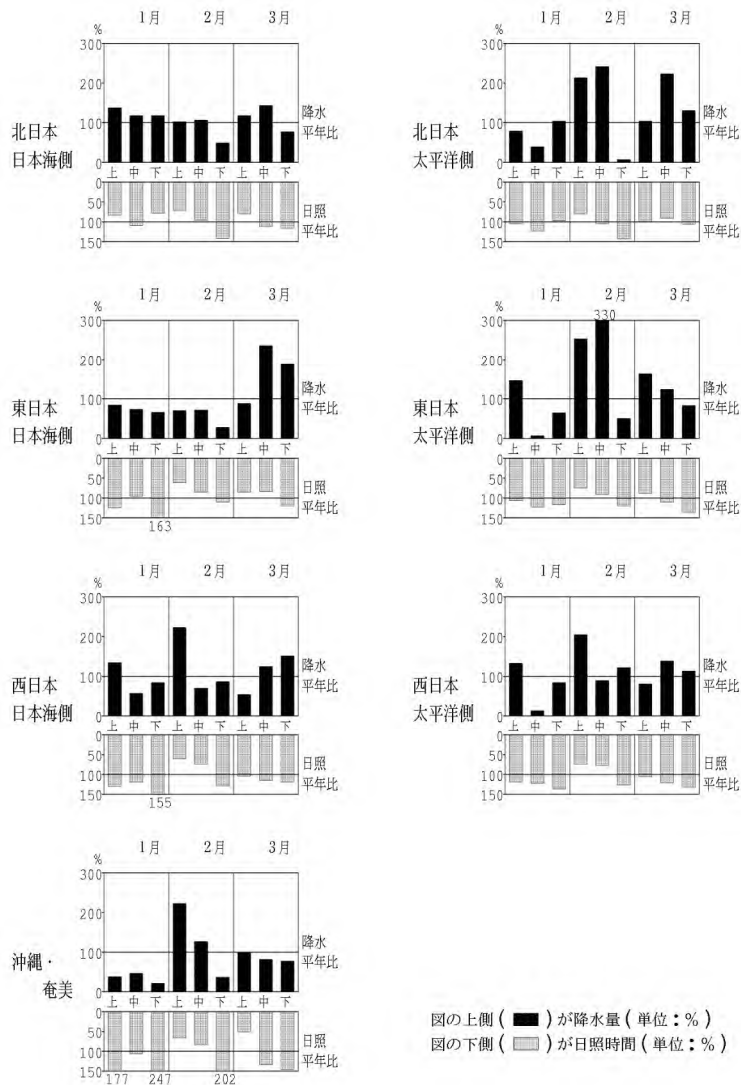 1月 2月 3月
%
300
200
100
0
降水
平年比
北日本
日本海側
上 中 下 上 中 下 上 中 下
0
50
100
150
日照
平年比
1月 2月 3月
%
300
200
100
0
降水
平年比
北日本
太平洋側
上 中 下 上 中 下 上 中 下
0
50
100
150
日照
平年比
1月 2月 3月
%
300
200
100
0
降水
平年比
東日本
日本海側
上 中 下 上 中 下 上 中 下
0
50
100
150
日照
平年比
163
1月 2月 3月
%
330
300
200
100
0
降水
平年比
東日本
太平洋側
上 中 下 上 中 下 上 中 下
0
50
100
150
日照
平年比
1月 2月 3月
%
300
200
100
0
降水
平年比
西日本
日本海側
上 中 下 上 中 下 上 中 下
0
50
100
150
日照
平年比
155
1月 2月 3月
%
300
200
100
0
降水
平年比
西日本
太平洋側
上 中 下 上 中 下 上 中 下
0
50
100
150
日照
平年比
1月 2月 3月
%
300
200
100
0
降水
平年比
沖縄・
奄美
上 中 下 上 中 下 上 中 下
0
50
100
150
日照
平年比
177 247 202
図の上側(■)が降水量(単位:%)
図の下側( )が日照時間(単位:%)